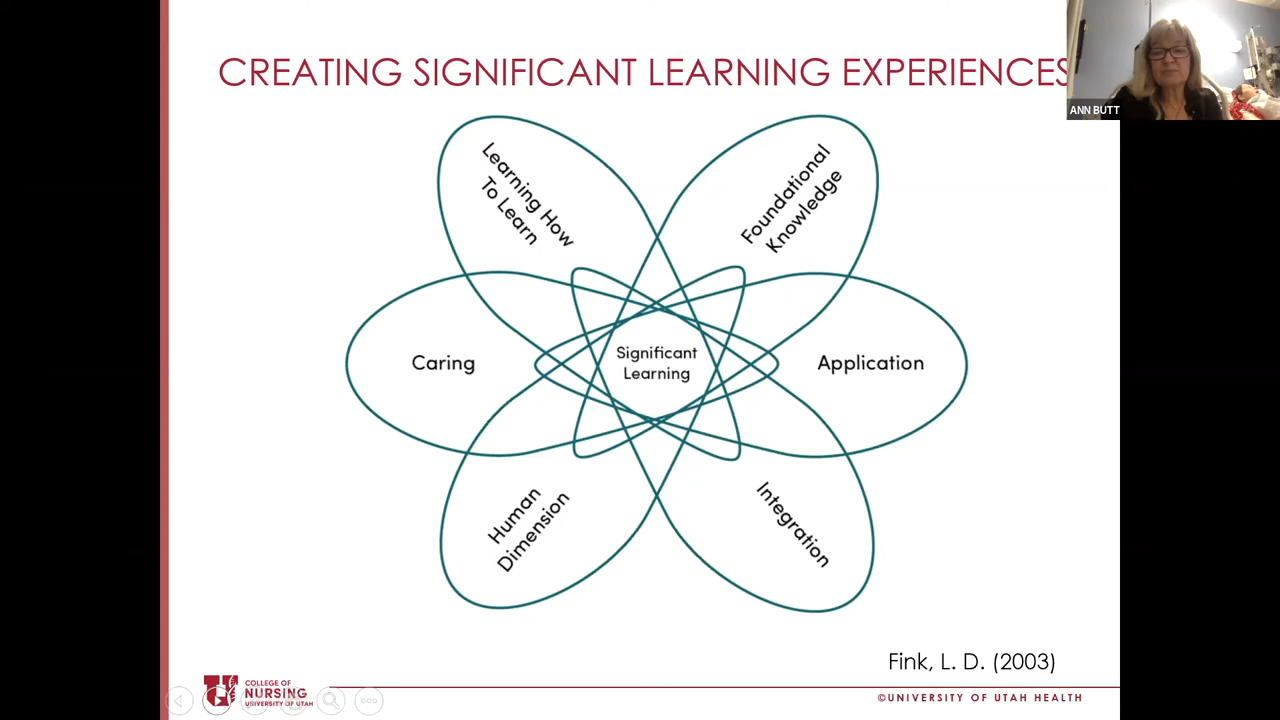 CREATING SIGNIFICANT LEARNING EXPERIENCES
ANN BUTT
Learning How
To Learn
Foundational
Knowledge
Caring
Significant
Learning
Application
Human
Dimension
Integration
Fink, L. D. (2003)
COLLEGE OF
NURSING
UNIVERSITY OF UTAH
©UNIVERSITY OF UTAH HEALTH